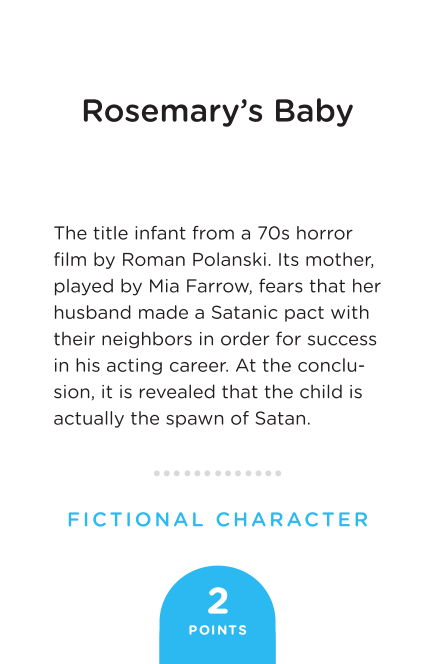 Rosemary’s Baby
The title infant from a 70s horror
film by Roman Polanski. Its mother,
played by Mia Farrow, fears that her
husband made a Satanic pact with
their neighbors in order for success
in his acting career. At the conclu-
sion, it is revealed that the child is
actually the spawn of Satan.
FICTIONAL CHARACTER
2
POINTS